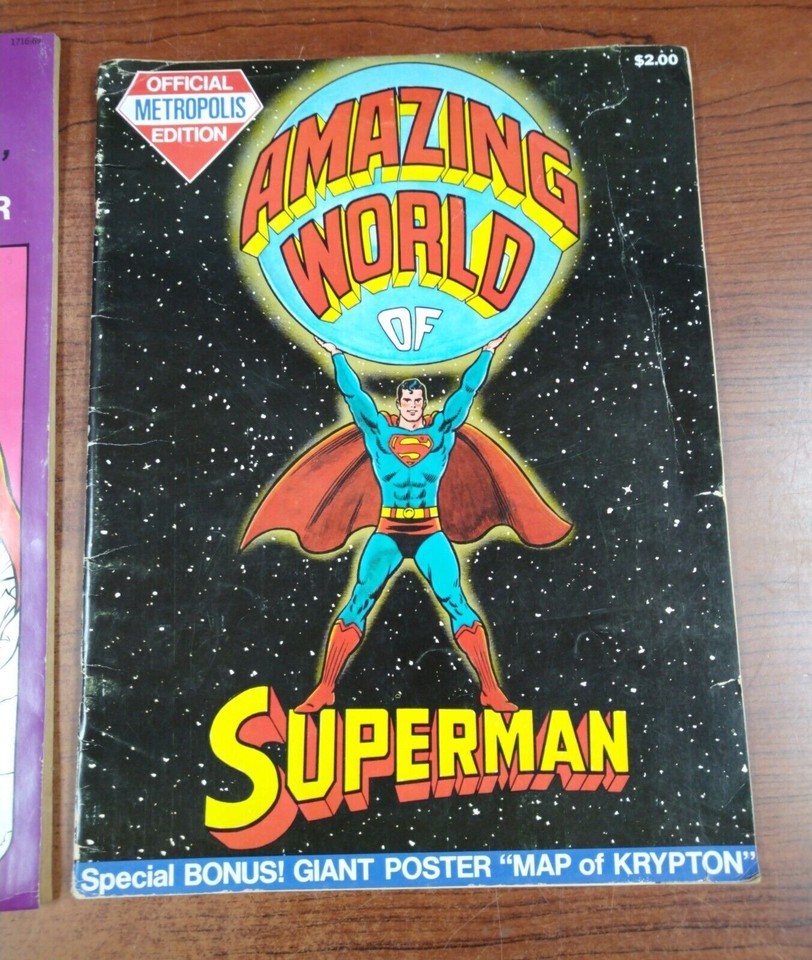 OFFICIAL
METROPOLIS
EDITION
$2.00
AMAZING
WORLD
OF
S
SUPERMAN
Special BONUS! GIANT POSTER “MAP of KRYPTON”
R